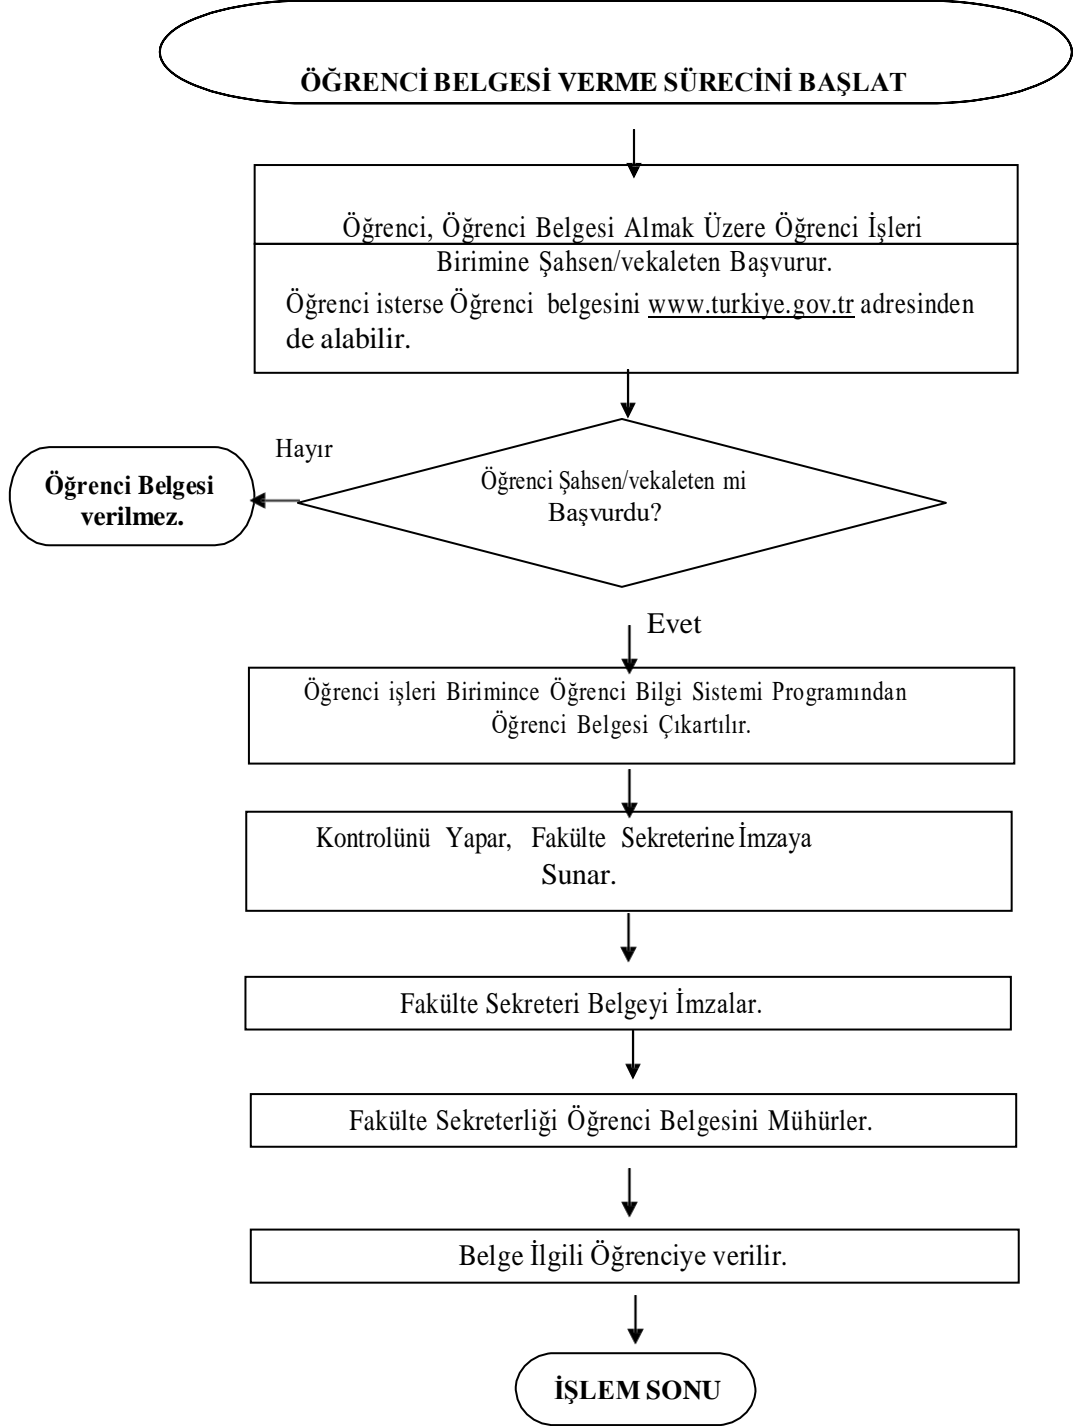 ÖĞRENCİ BELGESİ VERME SÜRECİNİ BAŞLAT
Öğrenci, Öğrenci Belgesi Almak Üzere Öğrenci İşleri
Birimine Şahsen/vekaleten Başvurur.
Öğrenci isterse Öğrenci belgesini www.turkiye.gov.tr adresinden
de alabilir.
Hayır
Öğrenci Belgesi
verilmez.
Öğrenci Şahsen/vekaleten mi
Başvurdu?
Evet
Öğrenci işleri Birimince Öğrenci Bilgi Sistemi Programından
Öğrenci Belgesi Çıkartılır.
Kontrolünü Yapar, Fakülte Sekreterine İmzaya
Sunar.
Fakülte Sekreteri Belgeyi İmzalar.
Fakülte Sekreterliği Öğrenci Belgesini Mühürler.
Belge İlgili Öğrenciye verilir.
İŞLEM SONU